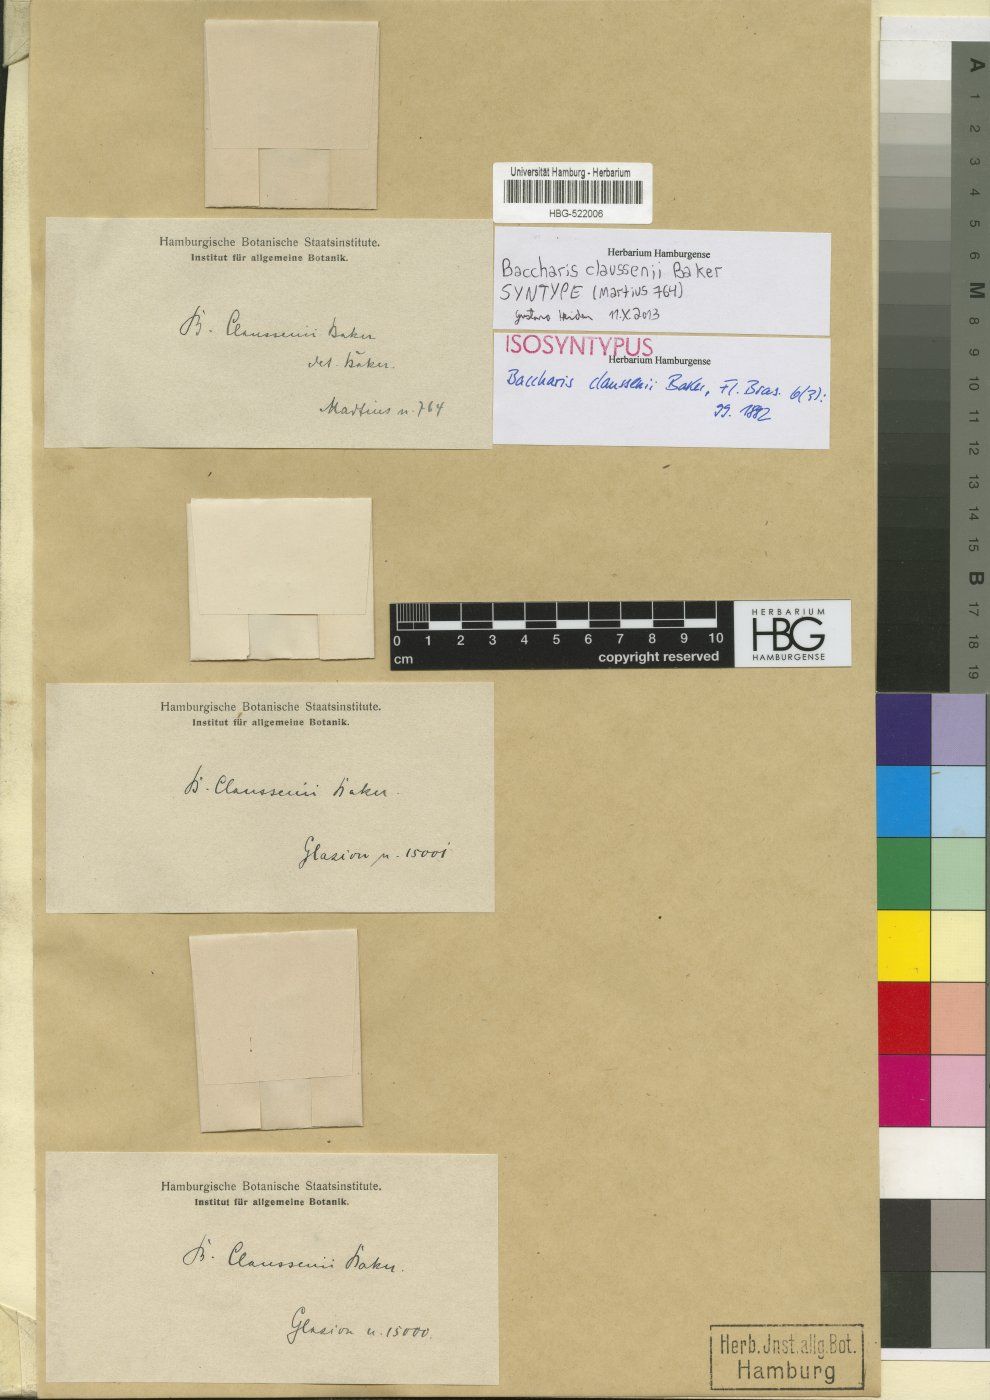 Universität Hamburg - Herbarium
HBG-522006
Hamburgische Botanische Staatsinstitute.
Institut für allgemeine Botanik.
B. Claussenii Baker
det. Baker.
Martius n. 764
Herbarium Hamburgense
Baccharis claussenii Baker
SYNTYPE (Martius 764)
Gustavo Heiden 11.X.2013
ISOSYNTYPUS
Herbarium Hamburgense
Baccharis claussenii Baker, Fl. Bras. 6(3):
99. 1882
0 1 2 3 4 5 6 7 8 9 10
cm
copyright reserved
HERBARIUM
HBG
HAMBURGENSE
Hamburgische Botanische Staatsinstitute.
Institut für allgemeine Botanik.
B. Claussenii Baker.
Glaziou n. 15001
Hamburgische Botanische Staatsinstitute.
Institut für allgemeine Botanik.
B. Claussenii Baker.
Glaziou n. 15000.
Herb. Inst. allg. Bot.
Hamburg
A
1
2
3
4
5
6
M
8
9
10
11
12
13
14
15
B
17
18
19